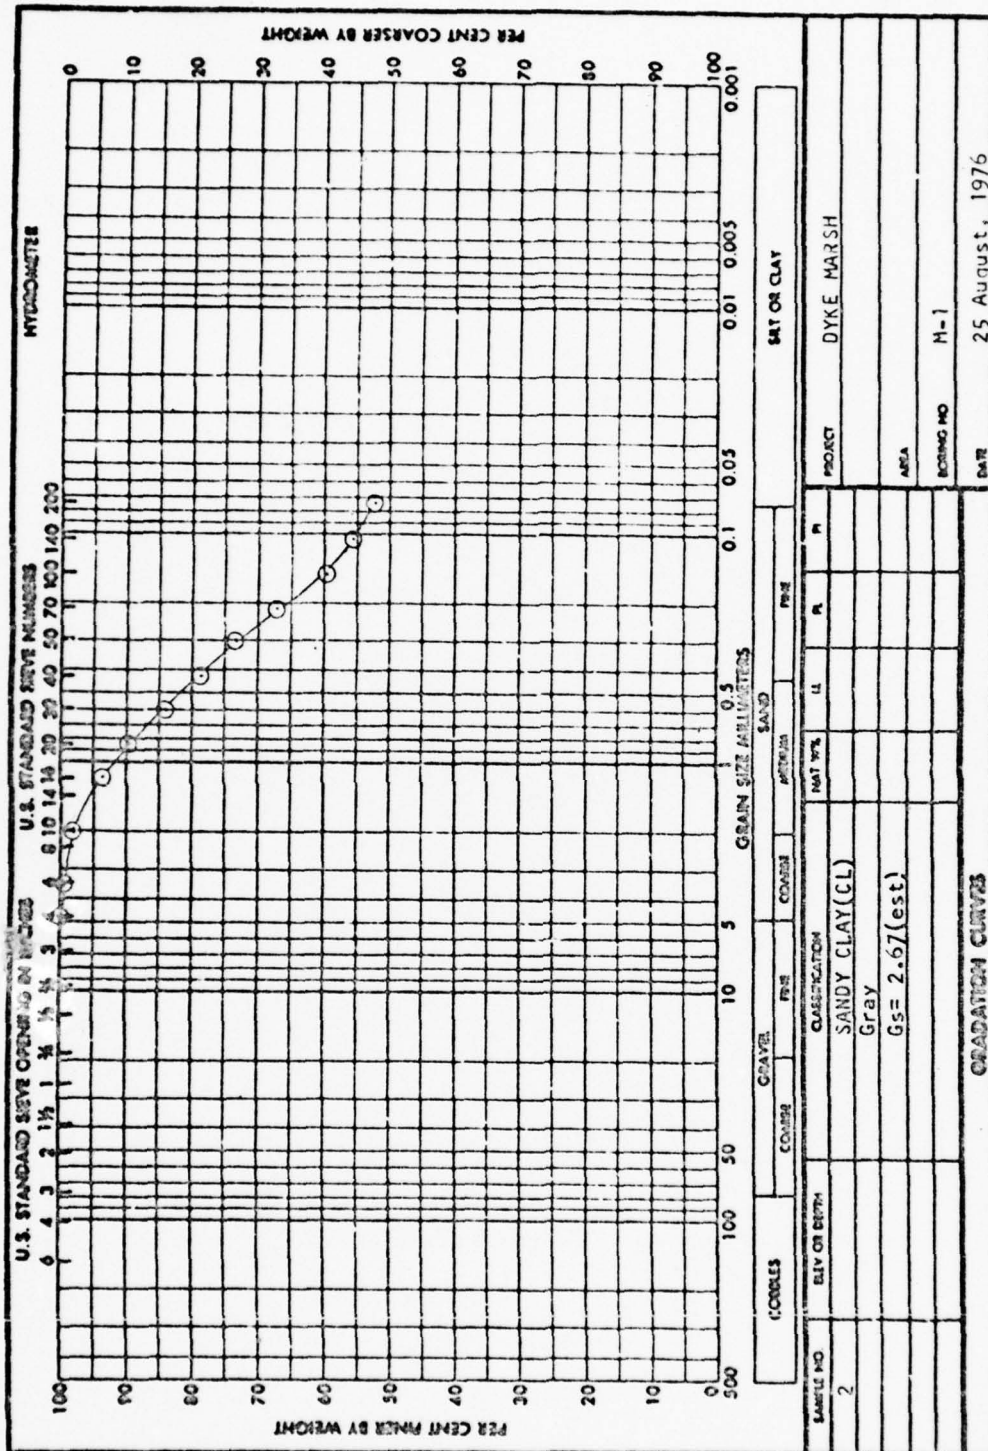 U.S. STANDARD SIEVE OPENING IN INCHES U.S. STANDARD SIEVE NUMBERS HYDROMETER
6 4 3 2 1½ 1 ¾ ½ ⅜ 3 4 6 8 10 14 16 20 30 40 50 70 100 140 200
PER CENT FINER BY WEIGHT
100
90
80
70
60
50
40
30
20
10
0
PER CENT COARSER BY WEIGHT
0
10
20
30
40
50
60
70
80
90
100
500 100 50 10 5 1 0.5 0.1 0.05 0.01 0.005 0.001
GRAIN SIZE MILLIMETERS
COBBLES GRAVEL SAND SILT OR CLAY
COARSE FINE COARSE MEDIUM FINE
SAMPLE NO. ELEV OR DEPTH CLASSIFICATION NAT W% LL PL PI
2 SANDY CLAY(CL)
Gray
Gs= 2.67(est)
PROJECT DYKE MARSH
AREA
BORING NO M-1
DATE 25 August, 1976
GRADATION CURVES